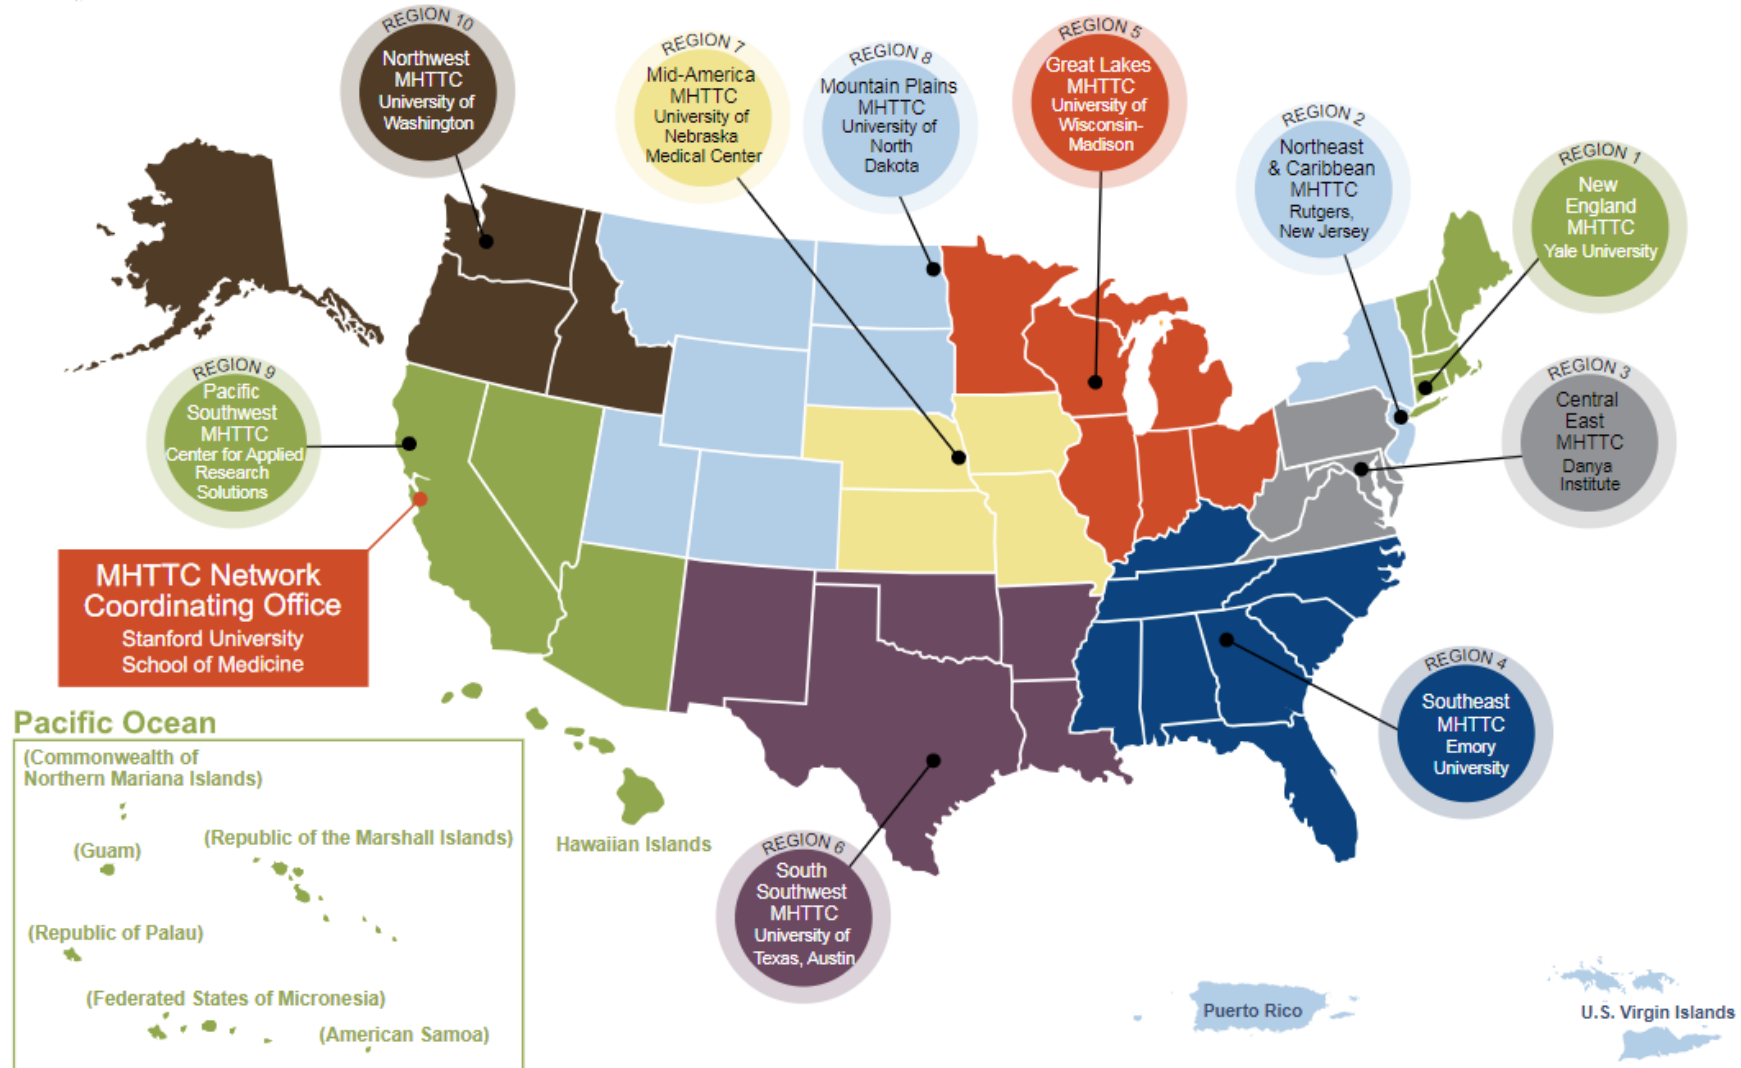 REGION 10
Northwest
MHTTC
University of
Washington
REGION 7
Mid-America
MHTTC
University of
Nebraska
Medical Center
REGION 8
Mountain Plains
MHTTC
University of
North
Dakota
REGION 5
Great Lakes
MHTTC
University of
Wisconsin-
Madison
REGION 2
Northeast
& Caribbean
MHTTC
Rutgers,
New Jersey
REGION 1
New
England
MHTTC
Yale University
REGION 9
Pacific
Southwest
MHTTC
Center for Applied
Research
Solutions
REGION 3
Central
East
MHTTC
Danya
Institute
MHTTC Network
Coordinating Office
Stanford University
School of Medicine
REGION 4
Southeast
MHTTC
Emory
University
Pacific Ocean
(Commonwealth of
Northern Mariana Islands)
(Guam)
(Republic of the Marshall Islands)
(Republic of Palau)
(Federated States of Micronesia)
(American Samoa)
Hawaiian Islands
REGION 6
South
Southwest
MHTTC
University of
Texas, Austin
Puerto Rico
U.S. Virgin Islands